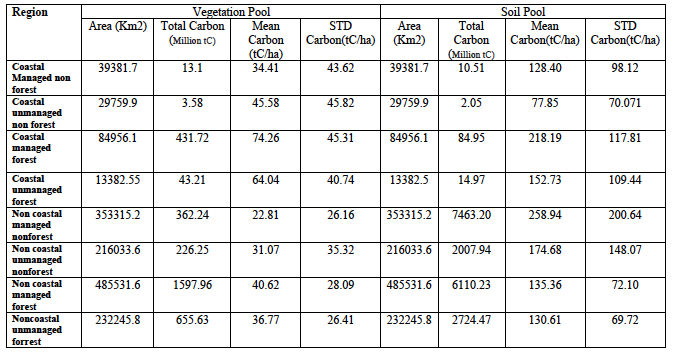 Region Vegetation Pool Soil Pool
Area (Km2) Total Carbon Mean STD Area Total Mean STD
(Million tC) Carbon Carbon(tC/ha) (Km2) Carbon Carbon(tC/ha) Carbon(tC/ha)
(tC/ha) (Million tC)
Coastal 39381.7 13.1 34.41 43.62 39381.7 10.51 128.40 98.12
Managed non
forest
Coastal 29759.9 3.58 45.58 45.82 29759.9 2.05 77.85 70.071
unmanaged
non forest
Coastal 84956.1 431.72 74.26 45.31 84956.1 84.95 218.19 117.81
managed
forest
Coastal 13382.55 43.21 64.04 40.74 13382.5 14.97 152.73 109.44
unmanaged
forest
Non coastal 353315.2 362.24 22.81 26.16 353315.2 7463.20 258.94 200.64
managed
nonforest
Non coastal 216033.6 226.25 31.07 35.32 216033.6 2007.94 174.68 148.07
unmanaged
nonforest
Non coastal 485531.6 1597.96 40.62 28.09 485531.6 6110.23 135.36 72.10
managed
forest
Noncoastal 232245.8 655.63 36.77 26.41 232245.8 2724.47 130.61 69.72
unmanaged
forrest